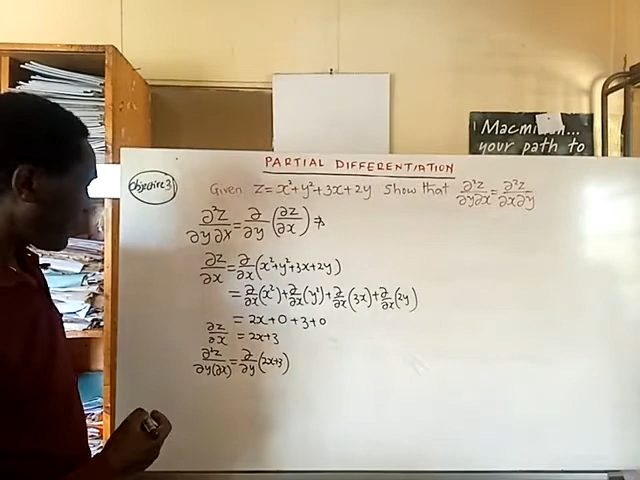 Macmillan...
your path to
PARTIAL DIFFERENTIATION
Objective 3
Given z = x² + y² + 3x + 2y show that ∂²z/∂y∂x = ∂²z/∂x∂y
∂²z/∂y∂x = ∂/∂y (∂z/∂x) ⇒
∂z/∂x = ∂/∂x (x² + y² + 3x + 2y)
= ∂/∂x (x²) + ∂/∂x (y²) + ∂/∂x (3x) + ∂/∂x (2y)
= 2x + 0 + 3 + 0
∂z/∂x = 2x + 3
∂²z/∂y(∂x) = ∂/∂y (2x + 3)